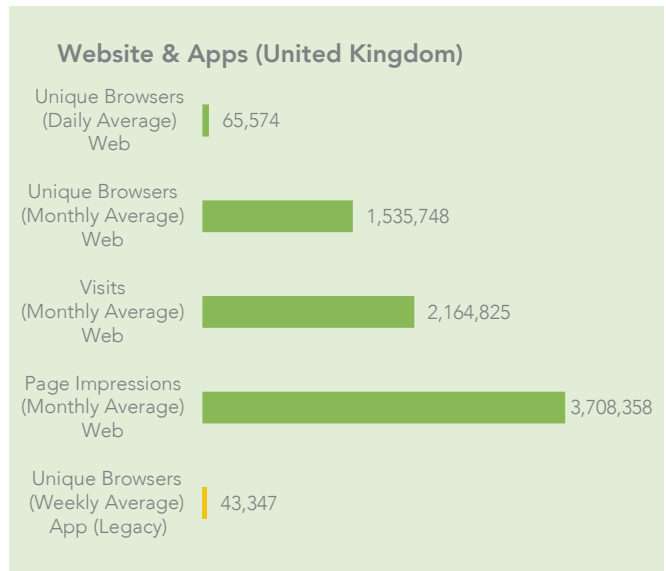 Website & Apps (United Kingdom)
Unique Browsers
(Daily Average)
Web
65,574
Unique Browsers
(Monthly Average)
Web
1,535,748
Visits
(Monthly Average)
Web
2,164,825
Page Impressions
(Monthly Average)
Web
3,708,358
Unique Browsers
(Weekly Average)
App (Legacy)
43,347